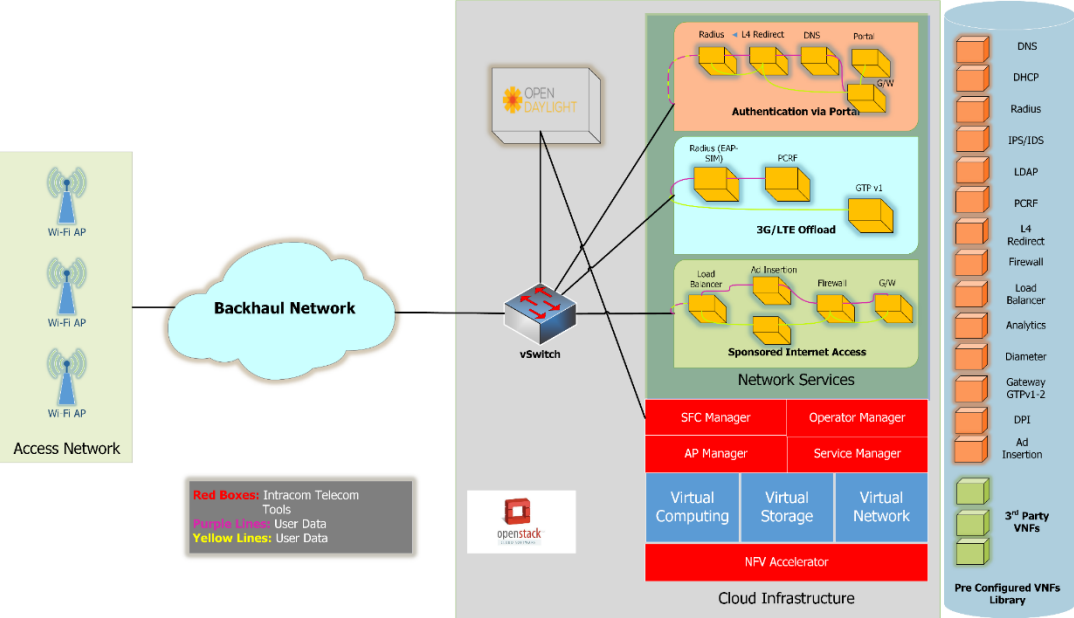 Wi-Fi AP
Wi-Fi AP
Wi-Fi AP
Access Network
Backhaul Network
Red Boxes: Intracom Telecom
Tools
Purple Lines: User Data
Yellow Lines: User Data
OPEN
DAYLIGHT
vSwitch
openstack
Radius
L4 Redirect
DNS
Portal
G/W
Authentication via Portal
Radius (EAP-
SIM)
PCRF
GTP v1
3G/LTE Offload
Load
Balancer
Ad Insertion
Firewall
G/W
Sponsored Internet Access
Network Services
SFC Manager
Operator Manager
AP Manager
Service Manager
Virtual
Computing
Virtual
Storage
Virtual
Network
NFV Accelerator
Cloud Infrastructure
DNS
DHCP
Radius
IPS/IDS
LDAP
PCRF
L4
Redirect
Firewall
Load
Balancer
Analytics
Diameter
Gateway
GTPv1-2
DPI
Ad
Insertion
3rd Party
VNFs
Pre Configured VNFs
Library